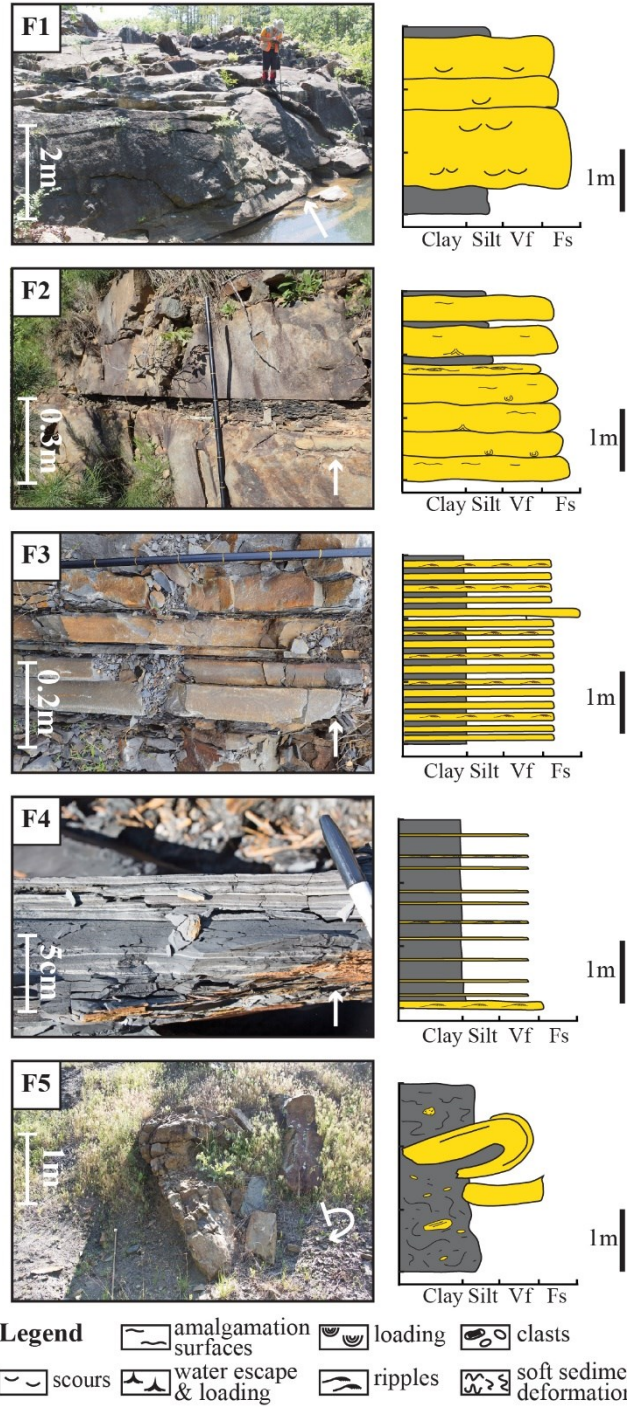 F1
2m
1m
Clay Silt Vf Fs
F2
0.3m
1m
Clay Silt Vf Fs
F3
0.2m
1m
Clay Silt Vf Fs
F4
5cm
1m
Clay Silt Vf Fs
F5
1m
1m
Clay Silt Vf Fs
Legend
amalgamation surfaces
loading
clasts
scours
water escape & loading
ripples
soft sedime
deformation